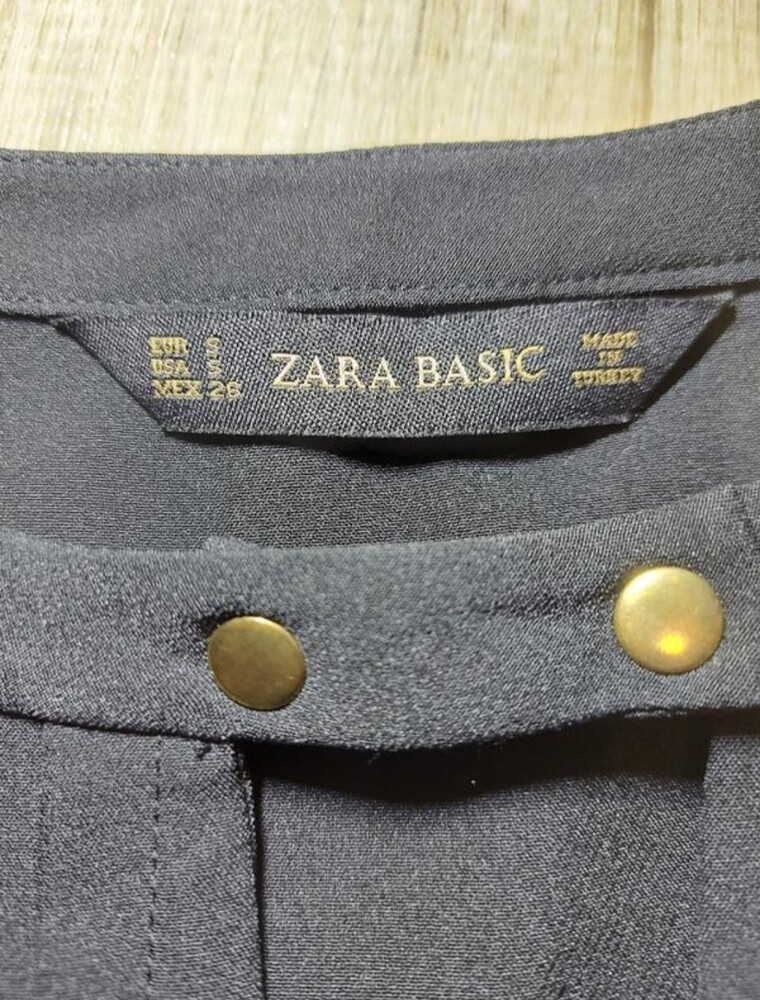 EUR S
USA S
MEX 26
ZARA BASIC
MADE
IN
TURKEY